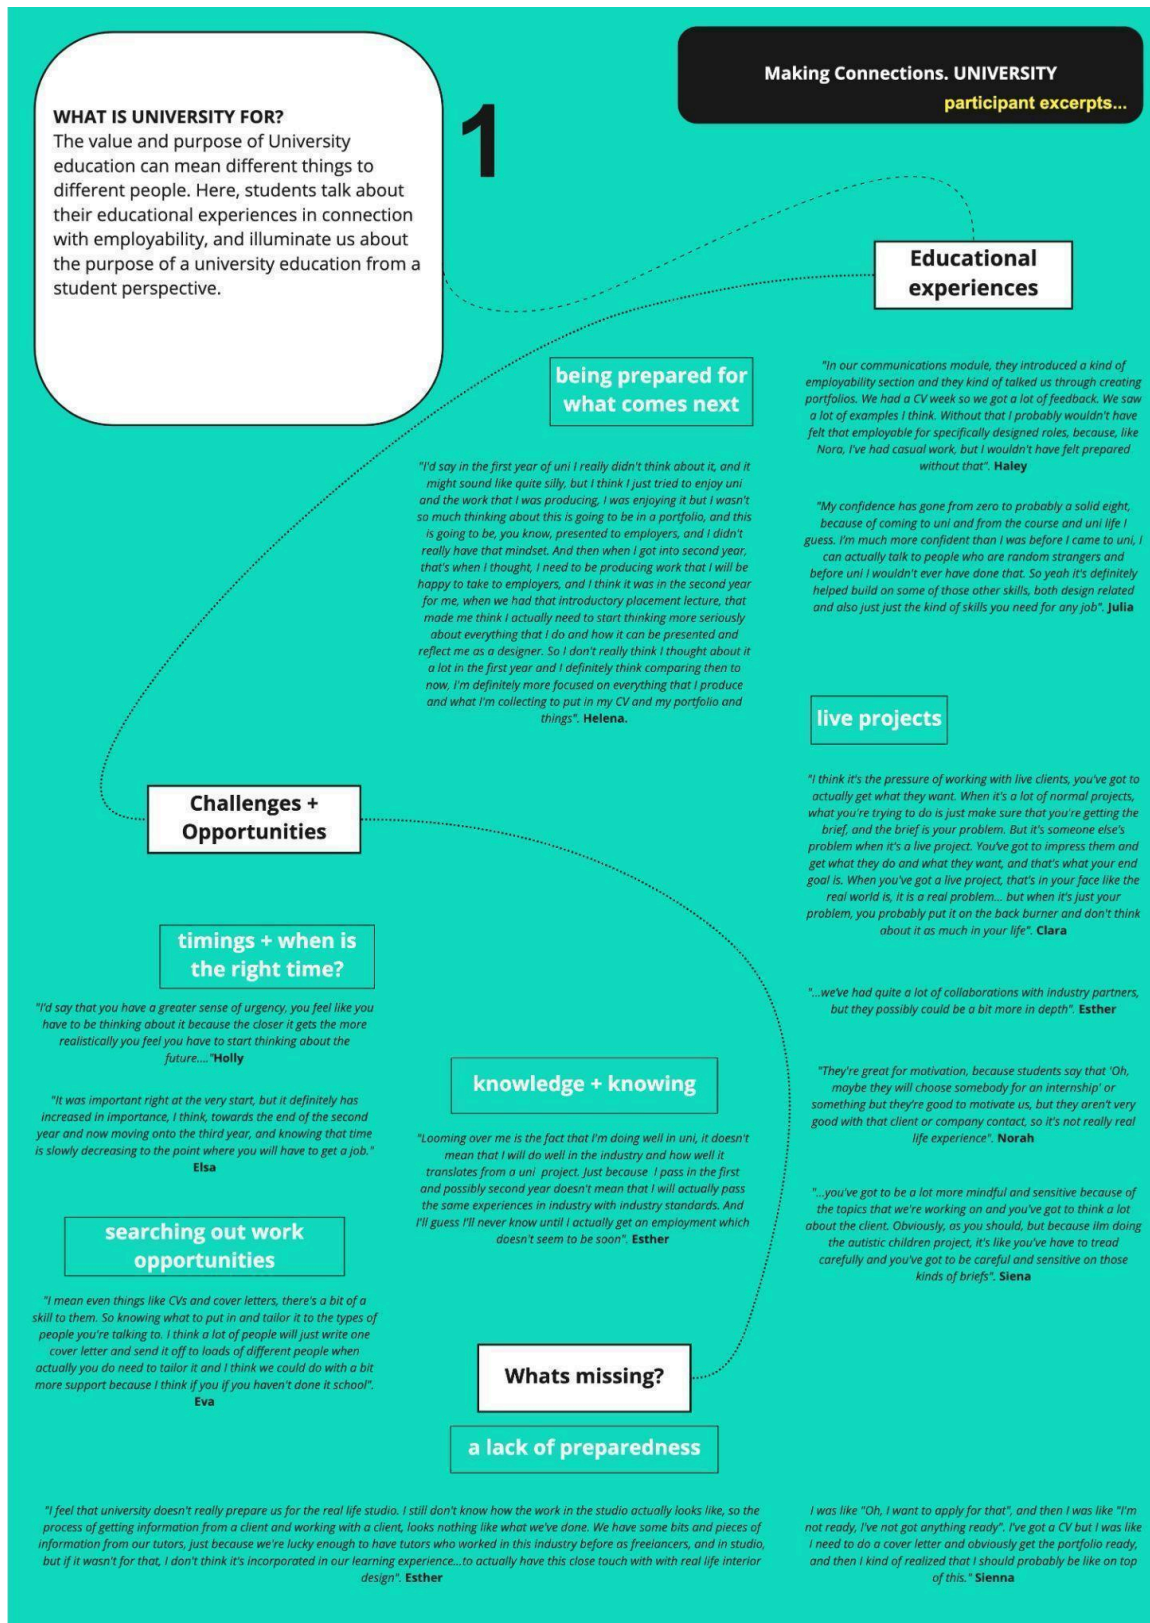 WHAT IS UNIVERSITY FOR?
The value and purpose of University
education can mean different things to
different people. Here, students talk about
their educational experiences in connection
with employability, and illuminate us about
the purpose of a university education from a
student perspective.
1
Making Connections. UNIVERSITY
participant excerpts...
Educational
experiences
being prepared for
what comes next
"I'd say in the first year of uni I really didn't think about it, and it
might sound like quite silly, but I think I just tried to enjoy uni
and the work that I was producing, I was enjoying it but I wasn't
so much thinking about this is going to be in a portfolio, and this
is going to be, you know, presented to employers, and I didn't
really have that mindset. And then when I got into second year,
that's when I thought, I need to be producing work that I will be
happy to take to employers, and I think it was in the second year
for me, when we had that introductory placement lecture, that
made me think I actually need to start thinking more seriously
about everything that I do and how it can be presented and
reflect me as a designer. So I don't really think I thought about it
a lot in the first year and I definitely think comparing then to
now, I'm definitely more focused on everything that I produce
and what I'm collecting to put in my CV and my portfolio and
things". Helena.
"In our communications module, they introduced a kind of
employability section and they kind of talked us through creating
portfolios. We had a CV week so we got a lot of feedback. We saw
a lot of examples I think. Without that I probably wouldn't have
felt that employable for specifically designed roles, because, like
Nora, I've had casual work, but I wouldn't have felt prepared
without that". Haley
"My confidence has gone from zero to probably a solid eight,
because of coming to uni and from the course and uni life I
guess. I'm much more confident than I was before I came to uni, I
can actually talk to people who are random strangers and
before uni I wouldn't ever have done that. So yeah it's definitely
helped build on some of those other skills, both design related
and also just just the kind of skills you need for any job". Julia
live projects
"I think it's the pressure of working with live clients, you've got to
actually get what they want. When it's a lot of normal projects,
what you're trying to do is just make sure that you're getting the
brief, and the brief is your problem. But it's someone else's
problem when it's a live project. You've got to impress them and
get what they do and what they want, and that's what your end
goal is. When you've got a live project, that's in your face like the
real world is, it is a real problem... but when it's just your
problem, you probably put it on the back burner and don't think
about it as much in your life". Clara
"...we've had quite a lot of collaborations with industry partners,
but they possibly could be a bit more in depth". Esther
"They're great for motivation, because students say that 'Oh,
maybe they will choose somebody for an internship' or
something but they're good to motivate us, but they aren't very
good with that client or company contact, so it's not really real
life experience". Norah
"...you've got to be a lot more mindful and sensitive because of
the topics that we're working on and you've got to think a lot
about the client. Obviously, as you should, but because iIm doing
the autistic children project, it's like you've have to tread
carefully and you've got to be careful and sensitive on those
kinds of briefs". Siena
Challenges +
Opportunities
timings + when is
the right time?
"I'd say that you have a greater sense of urgency, you feel like you
have to be thinking about it because the closer it gets the more
realistically you feel you have to start thinking about the
future...."Holly
"It was important right at the very start, but it definitely has
increased in importance, I think, towards the end of the second
year and now moving onto the third year, and knowing that time
is slowly decreasing to the point where you will have to get a job."
Elsa
searching out work
opportunities
"I mean even things like CVs and cover letters, there's a bit of a
skill to them. So knowing what to put in and tailor it to the types of
people you're talking to. I think a lot of people will just write one
cover letter and send it off to loads of different people when
actually you do need to tailor it and I think we could do with a bit
more support because I think if you if you haven't done it school".
Eva
knowledge + knowing
"Looming over me is the fact that I'm doing well in uni, it doesn't
mean that I will do well in the industry and how well it
translates from a uni project. Just because I pass in the first
and possibly second year doesn't mean that I will actually pass
the same experiences in industry with industry standards. And
I'll guess I'll never know until I actually get an employment which
doesn't seem to be soon". Esther
Whats missing?
a lack of preparedness
"I feel that university doesn't really prepare us for the real life studio. I still don't know how the work in the studio actually looks like, so the
process of getting information from a client and working with a client, looks nothing like what we've done. We have some bits and pieces of
information from our tutors, just because we're lucky enough to have tutors who worked in this industry before as freelancers, and in studio,
but if it wasn't for that, I don't think it's incorporated in our learning experience...to actually have this close touch with with real life interior
design". Esther
I was like "Oh, I want to apply for that", and then I was like "I'm
not ready, I've not got anything ready". I've got a CV but I was like
I need to do a cover letter and obviously get the portfolio ready,
and then I kind of realized that I should probably be like on top
of this." Sienna